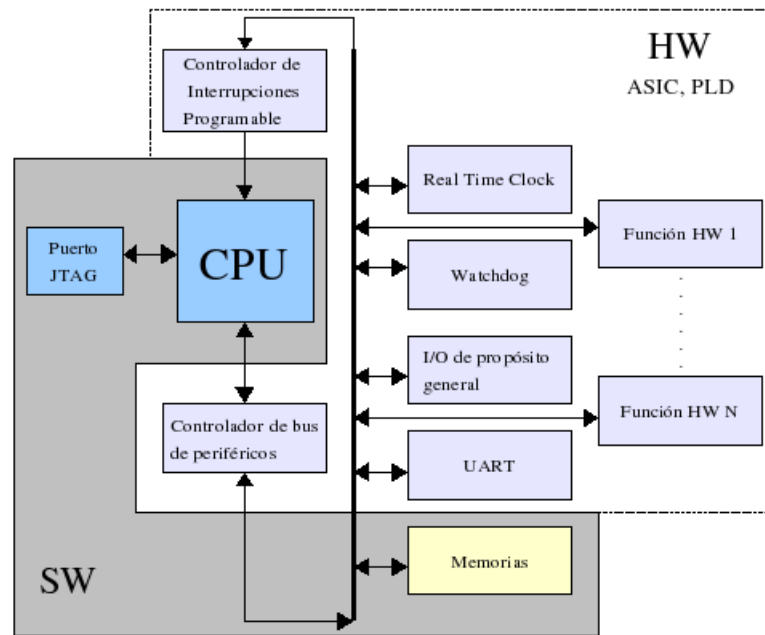 Controlador de
Interrupciones
Programable
HW
ASIC, PLD
Real Time Clock
Puerto
JTAG
CPU
Función HW 1
Watchdog
I/O de propósito
general
Controlador de bus
de periféricos
Función HW N
UART
SW
Memorias